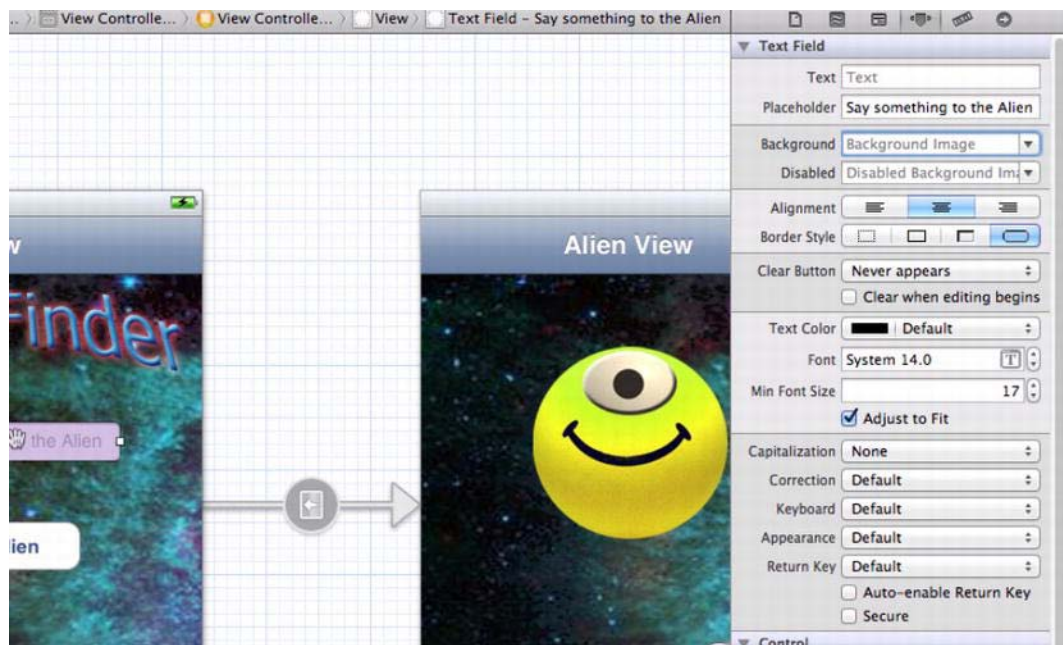 View Controlle... View Controlle... View Text Field - Say something to the Alien
Text Field
Text Text
Placeholder Say something to the Alien
Background Background Image
Disabled Disabled Background Ima
Alignment
Border Style
Clear Button Never appears
Clear when editing begins
Text Color Default
Font System 14.0 T
Min Font Size 17
Adjust to Fit
Capitalization None
Correction Default
Keyboard Default
Appearance Default
Return Key Default
Auto-enable Return Key
Secure
Control
w
Finder
the Alien
lien
Alien View